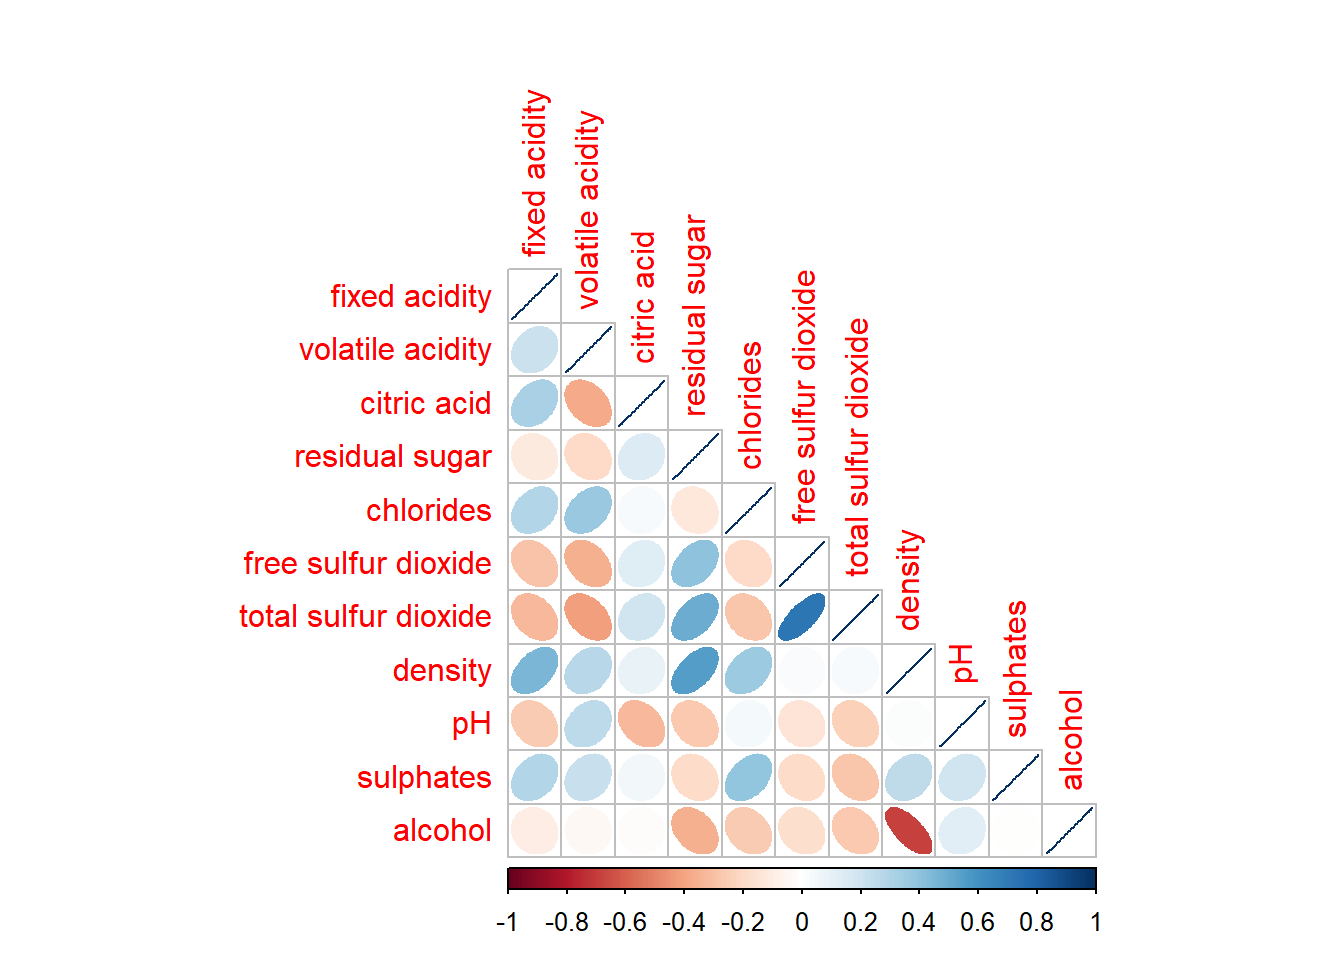 fixed acidity
volatile acidity
citric acid
residual sugar
chlorides
free sulfur dioxide
total sulfur dioxide
density
pH
sulphates
alcohol
fixed acidity
volatile acidity
citric acid
residual sugar
chlorides
free sulfur dioxide
total sulfur dioxide
density
pH
sulphates
alcohol
-1 -0.8 -0.6 -0.4 -0.2 0 0.2 0.4 0.6 0.8 1